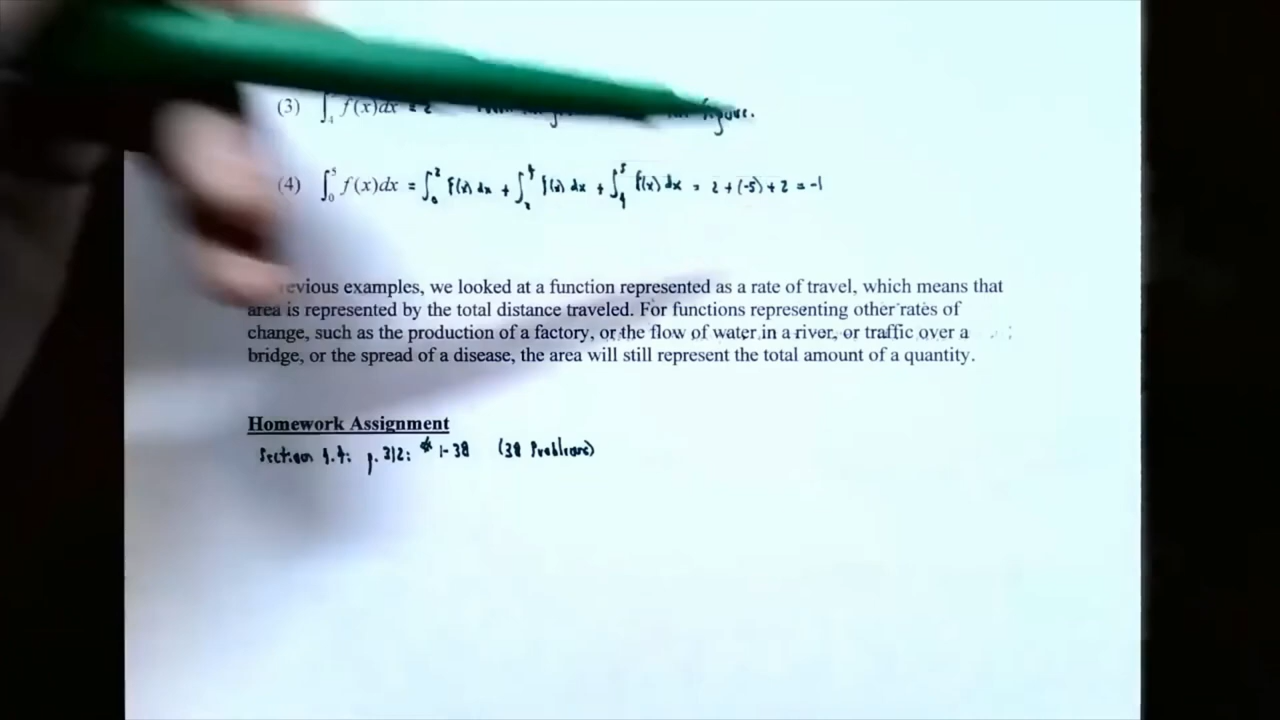 (3) ∫ f(x)dx = 2 figure.
(4) ∫₀⁵ f(x)dx = ∫₀² f(x) dx + ∫₂⁴ f(x) dx + ∫₄⁵ f(x) dx = 2 + (-5) + 2 = -1
evious examples, we looked at a function represented as a rate of travel, which means that
area is represented by the total distance traveled. For functions representing other rates of
change, such as the production of a factory, or the flow of water in a river, or traffic over a
bridge, or the spread of a disease, the area will still represent the total amount of a quantity.
Homework Assignment
p. 312: # 1-38 (38 Problems)